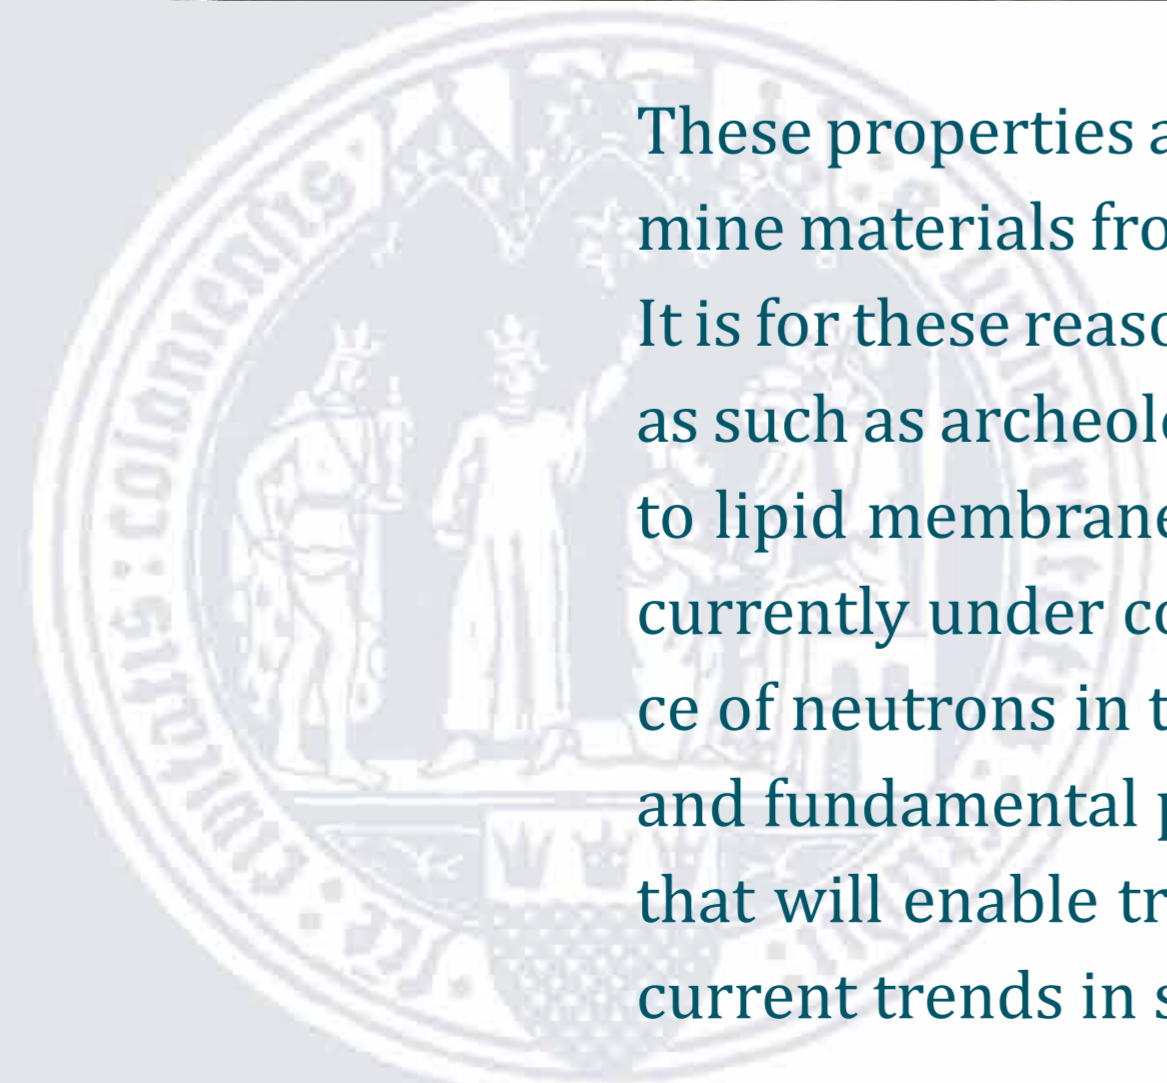 These properties a
mine materials fro
It is for these reaso
as such as archeolo
to lipid membrane
currently under co
ce of neutrons in t
and fundamental p
that will enable tr
current trends in s